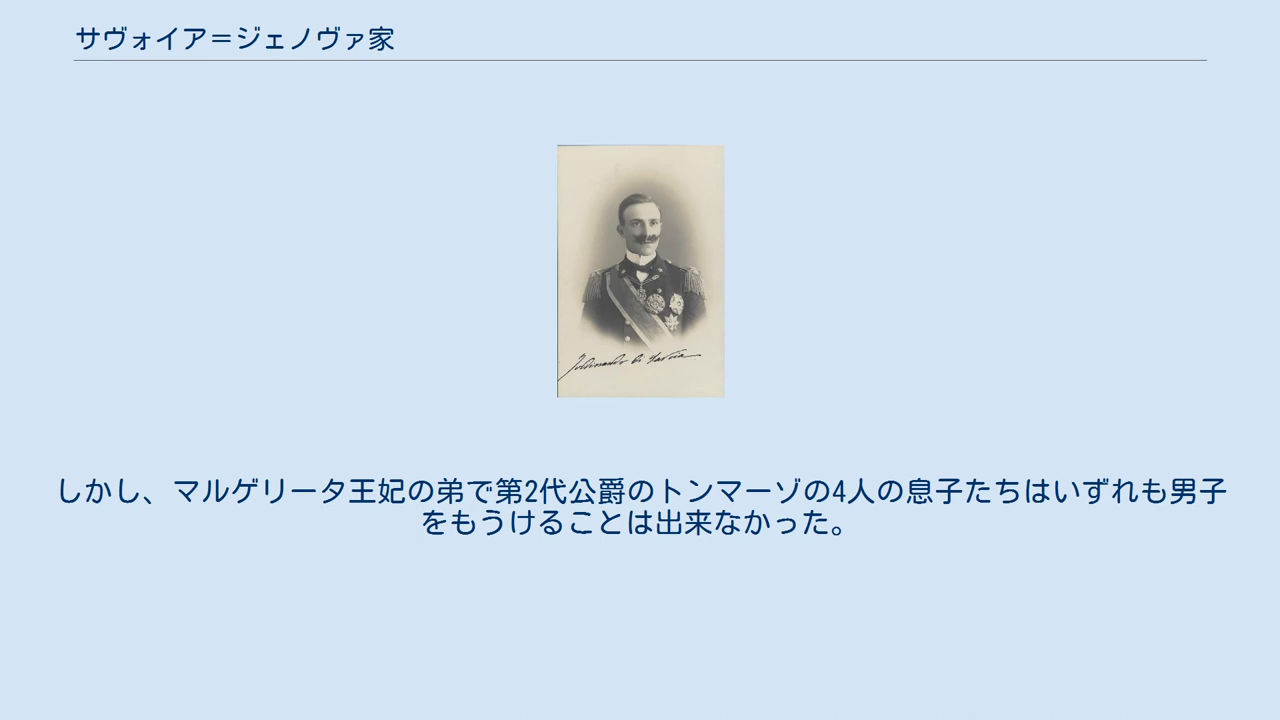 サヴォイア＝ジェノヴァ家
Ferdinando di Savoia
しかし、マルゲリータ王妃の弟で第2代公爵のトンマーゾの4人の息子たちはいずれも男子
をもうけることは出来なかった。